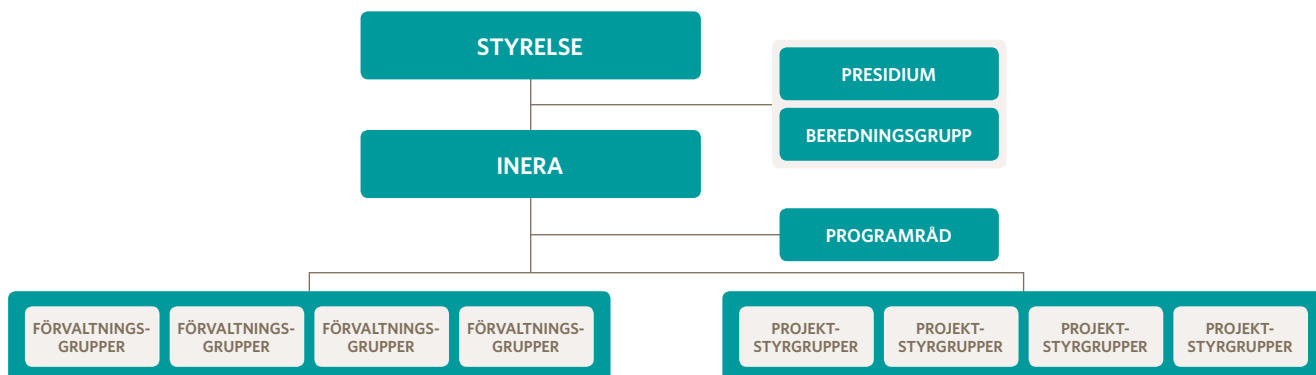 STYRELSE
PRESIDIUM
BEREDNINGSGRUPP
INERA
PROGRAMRÅD
FÖRVALTNINGS-
GRUPPER
FÖRVALTNINGS-
GRUPPER
FÖRVALTNINGS-
GRUPPER
FÖRVALTNINGS-
GRUPPER
PROJEKT-
STYRGRUPPER
PROJEKT-
STYRGRUPPER
PROJEKT-
STYRGRUPPER
PROJEKT-
STYRGRUPPER